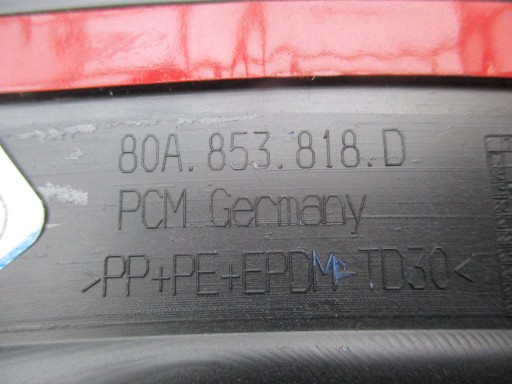 80A.853.818.D
PCM Germany
>PP+PE+EPDM-TD30<